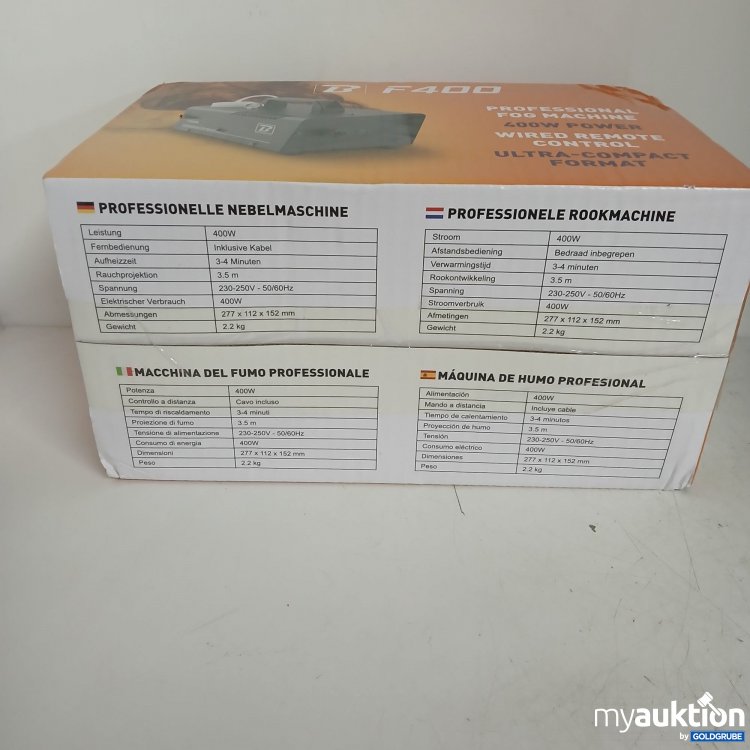 B F400
PROFESSIONAL
FOG MACHINE
400W POWER
WIRED REMOTE
CONTROL
ULTRA-COMPACT
FORMAT
PROFESSIONELLE NEBELMASCHINE
Leistung 400W
Fernbedienung Inklusive Kabel
Aufheizzeit 3-4 Minuten
Rauchprojektion 3.5 m
Spannung 230-250V - 50/60Hz
Elektrischer Verbrauch 400W
Abmessungen 277 x 112 x 152 mm
Gewicht 2.2 kg
PROFESSIONELE ROOKMACHINE
Stroom 400W
Afstandsbediening Bedraad inbegrepen
Verwarmingstijd 3-4 minuten
Rookontwikkeling 3.5 m
Spanning 230-250V - 50/60Hz
Stroomverbruik 400W
Afmetingen 277 x 112 x 152 mm
Gewicht 2.2 kg
MACCHINA DEL FUMO PROFESSIONALE
Potenza 400W
Controllo a distanza Cavo incluso
Tempo di riscaldamento 3-4 minuti
Proiezione di fumo 3.5 m
Tensione di alimentazione 230-250V - 50/60Hz
Consumo di energia 400W
Dimensioni 277 x 112 x 152 mm
Peso 2.2 kg
MÁQUINA DE HUMO PROFESIONAL
Alimentación 400W
Mando a distancia Incluye cable
Tiempo de calentamiento 3-4 minutos
Proyección de humo 3.5 m
Tensión 230-250V - 50/60Hz
Consumo eléctrico 400W
Dimensiones 277 x 112 x 152 mm
Peso 2.2 kg
myauktion
by GOLDGRUBE